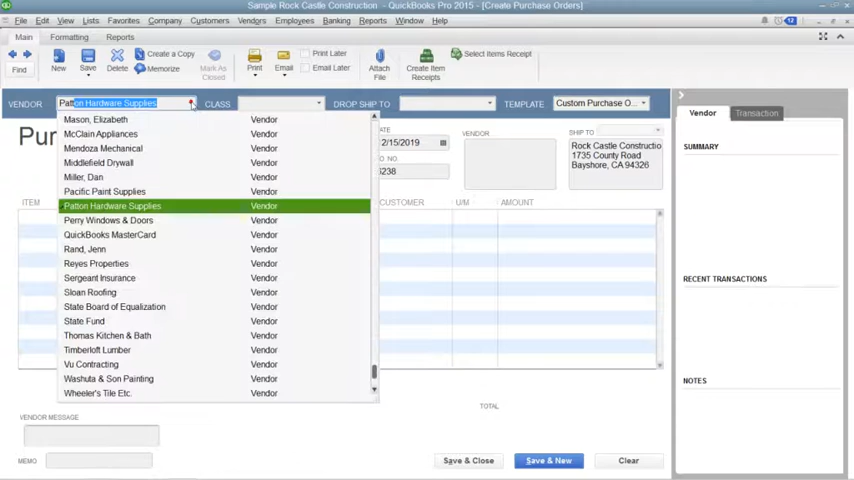 Sample Rock Castle Construction - QuickBooks Pro 2015 - [Create Purchase Orders]
File Edit View Lists Favorites Company Customers Vendors Employees Banking Reports Window Help 12
Main Formatting Reports
Find New Save Delete Create a Copy Memorize Mark As Closed Print Email Print Later Email Later Attach File Create Item Receipts Select Items Receipt
VENDOR Patton Hardware Supplies CLASS DROP SHIP TO TEMPLATE Custom Purchase O...
Vendor Transaction
Pu
Mason, Elizabeth Vendor
McClain Appliances Vendor
Mendoza Mechanical Vendor
Middlefield Drywall Vendor
Miller, Dan Vendor
Pacific Paint Supplies Vendor
Patton Hardware Supplies Vendor
Perry Windows & Doors Vendor
QuickBooks MasterCard Vendor
Rand, Jenn Vendor
Reyes Properties Vendor
Sergeant Insurance Vendor
Sloan Roofing Vendor
State Board of Equalization Vendor
State Fund Vendor
Thomas Kitchen & Bath Vendor
Timberloft Lumber Vendor
Vu Contracting Vendor
Washuta & Son Painting Vendor
Wheeler's Tile Etc. Vendor
ATE
2/15/2019
NO
6238
VENDOR
SHIP TO
Rock Castle Constructio
1735 County Road
Bayshore, CA 94326
ITEM CUSTOMER U/M AMOUNT
SUMMARY
RECENT TRANSACTIONS
NOTES
TOTAL
VENDOR MESSAGE
MEMO
Save & Close Save & New Clear